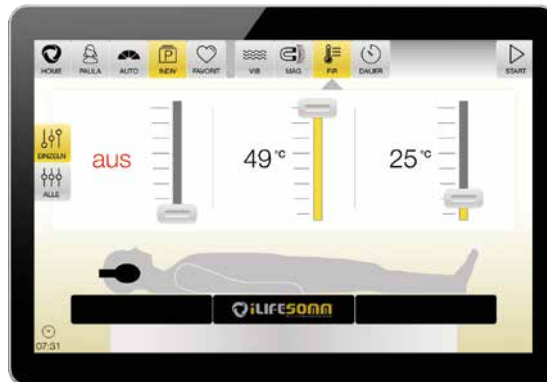 HOME PAULA AUTO INDIV FAVORIT VIB MAG FIR DAUER START
EINZELN
ALLE
aus 49 °C 25 °C
iLIFESOMM
07:31